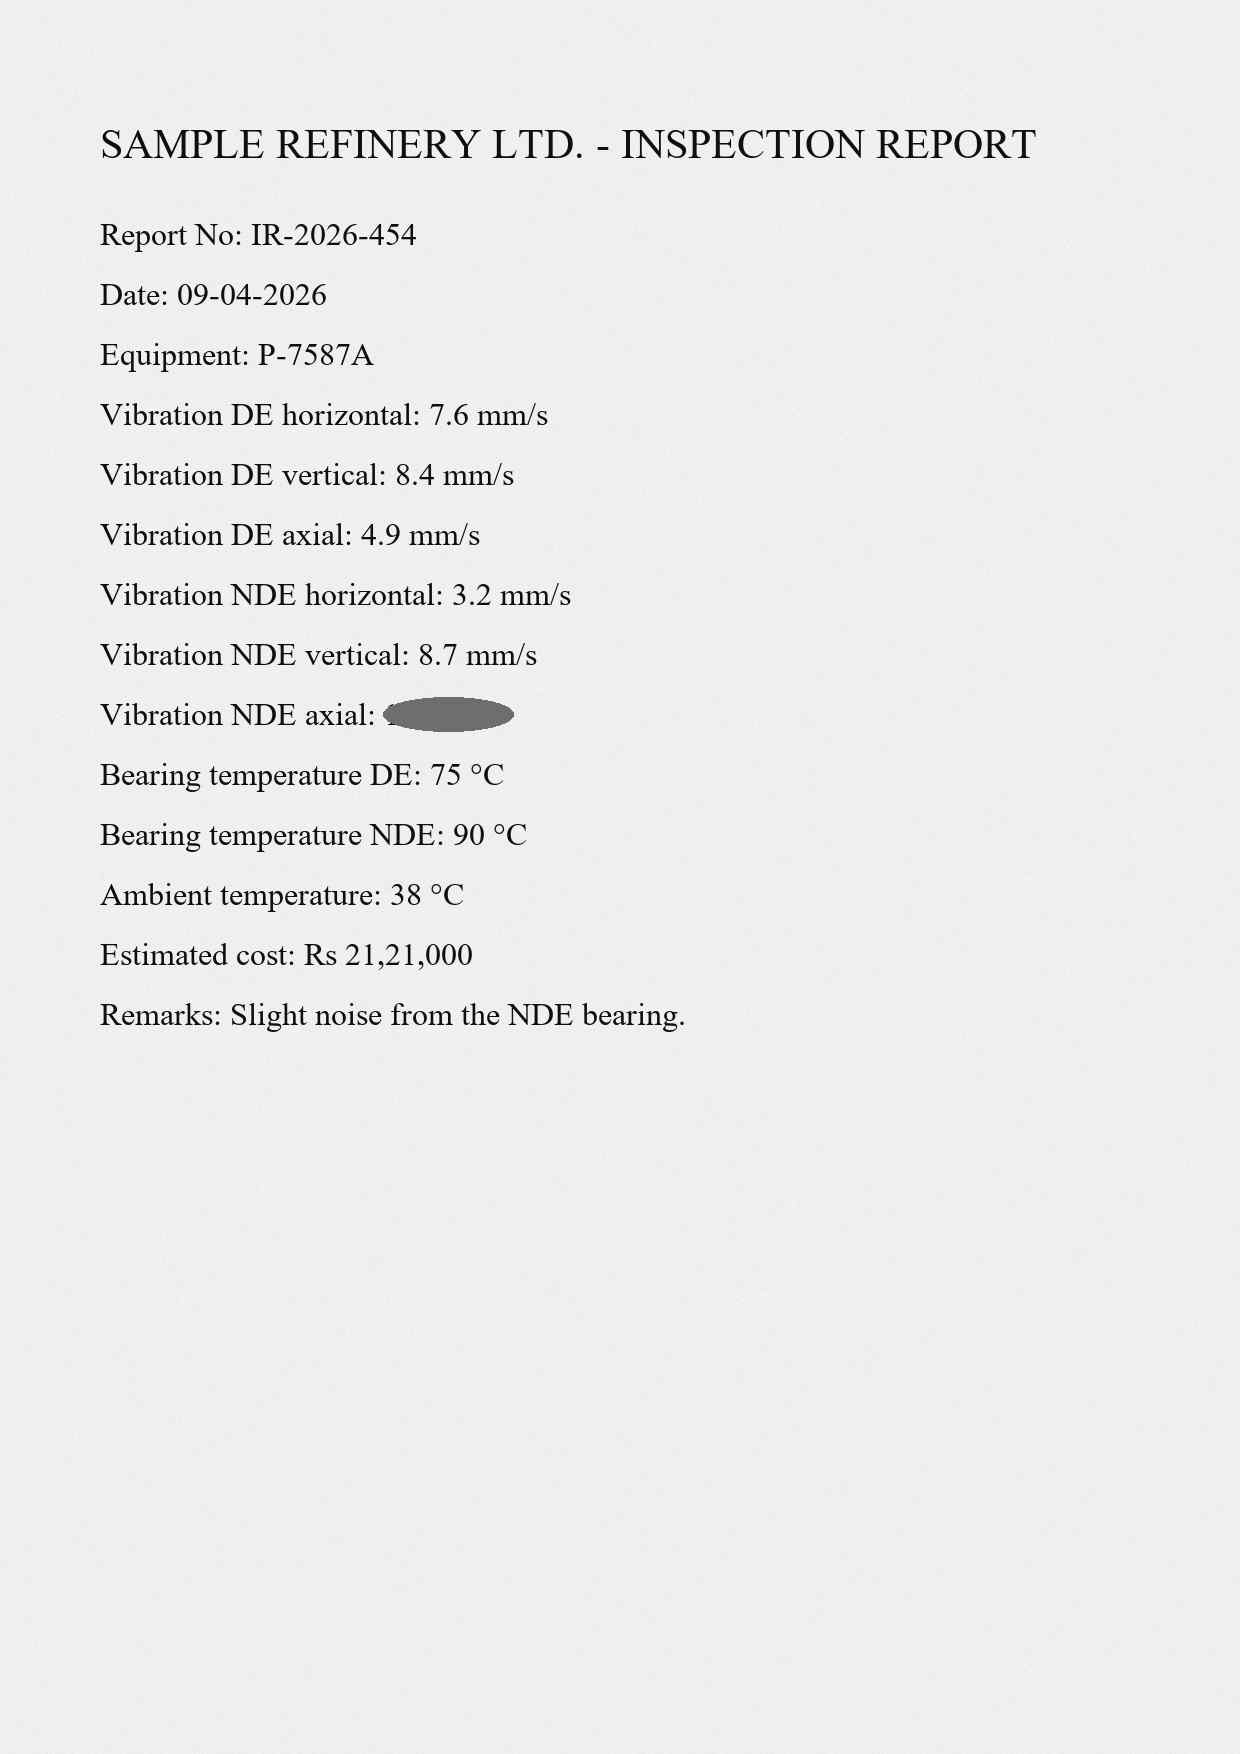 SAMPLE REFINERY LTD. - INSPECTION REPORT
Report No: IR-2026-454
Date: 09-04-2026
Equipment: P-7587A
Vibration DE horizontal: 7.6 mm/s
Vibration DE vertical: 8.4 mm/s
Vibration DE axial: 4.9 mm/s
Vibration NDE horizontal: 3.2 mm/s
Vibration NDE vertical: 8.7 mm/s
Vibration NDE axial:
Bearing temperature DE: 75 °C
Bearing temperature NDE: 90 °C
Ambient temperature: 38 °C
Estimated cost: Rs 21,21,000
Remarks: Slight noise from the NDE bearing.